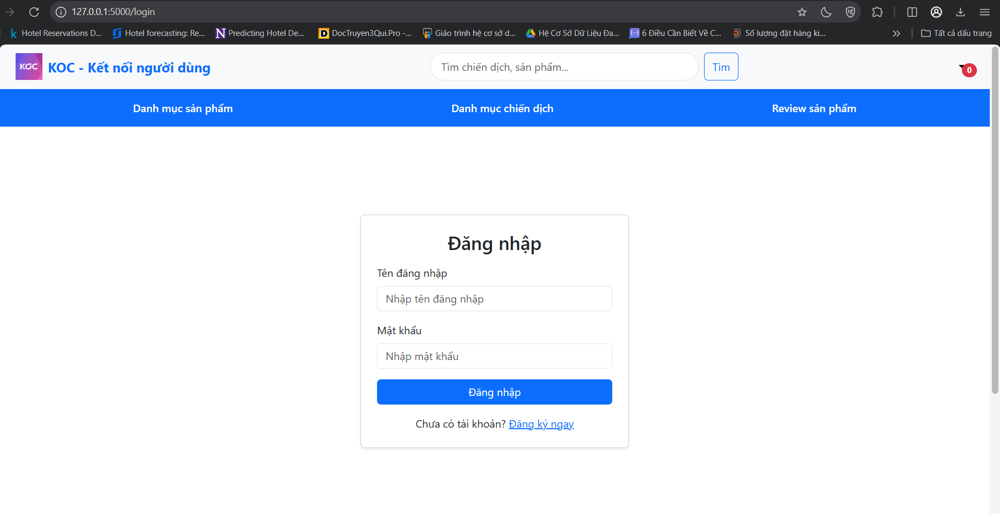 127.0.0.1:5000/login
Hotel Reservations D... Hotel forecasting: Re... Predicting Hotel De... DocTruyen3Qui.Pro -... Giáo trình hệ cơ sở d... Hệ Cơ Sở Dữ Liệu Đa... 6 Điều Cần Biết Về C... Số lượng đặt hàng ki... Tất cả dấu trang
KOC KOC - Kết nối người dùng Tìm chiến dịch, sản phẩm... Tìm 0
Danh mục sản phẩm Danh mục chiến dịch Review sản phẩm
Đăng nhập
Tên đăng nhập
Nhập tên đăng nhập
Mật khẩu
Nhập mật khẩu
Đăng nhập
Chưa có tài khoản? Đăng ký ngay